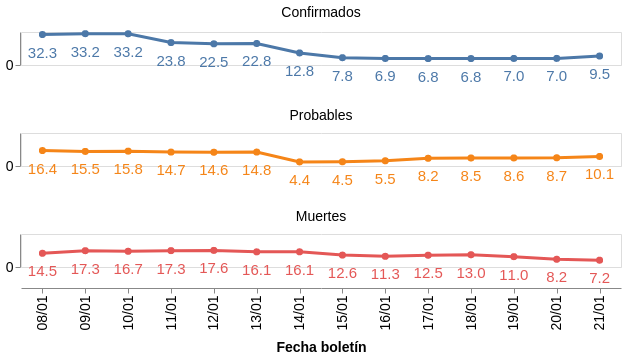 Confirmados
0
32.3 33.2 33.2 23.8 22.5 22.8 12.8 7.8 6.9 6.8 6.8 7.0 7.0 9.5
Probables
0
16.4 15.5 15.8 14.7 14.6 14.8 4.4 4.5 5.5 8.2 8.5 8.6 8.7 10.1
Muertes
0
14.5 17.3 16.7 17.3 17.6 16.1 16.1 12.6 11.3 12.5 13.0 11.0 8.2 7.2
08/01 09/01 10/01 11/01 12/01 13/01 14/01 15/01 16/01 17/01 18/01 19/01 20/01 21/01
Fecha boletín